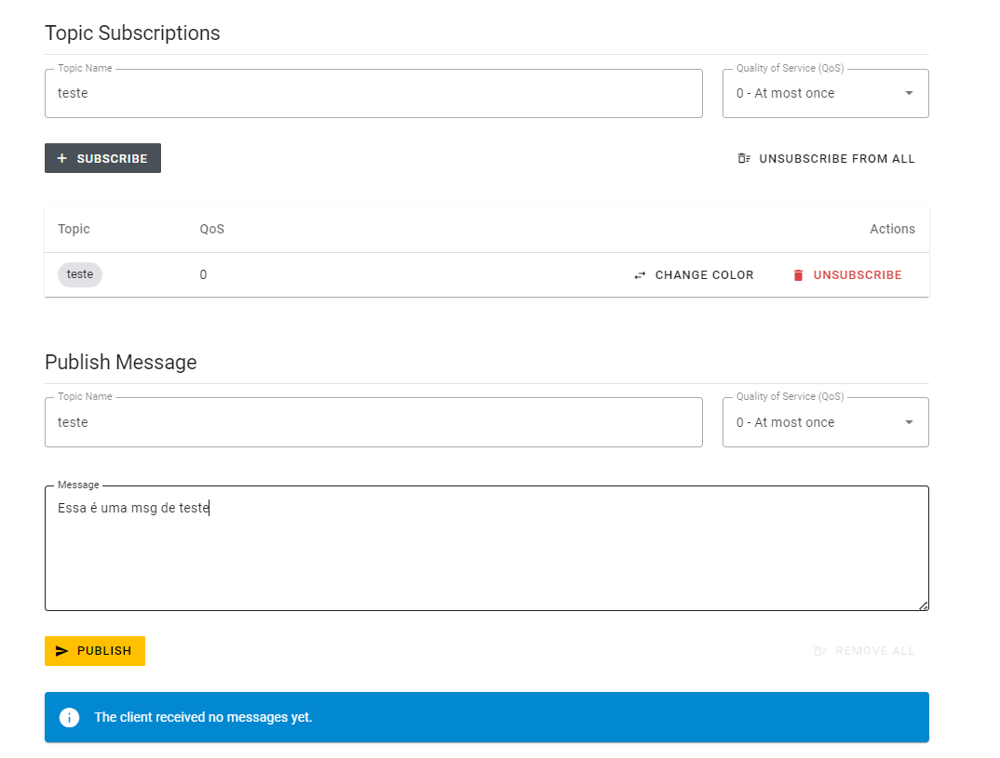 Topic Subscriptions
Topic Name
Quality of Service (QoS)
teste
0 - At most once
+ SUBSCRIBE
UNSUBSCRIBE FROM ALL
Topic QoS Actions
teste 0 CHANGE COLOR UNSUBSCRIBE
Publish Message
Topic Name
Quality of Service (QoS)
teste
0 - At most once
Message
Essa é uma msg de teste
PUBLISH
REMOVE ALL
The client received no messages yet.